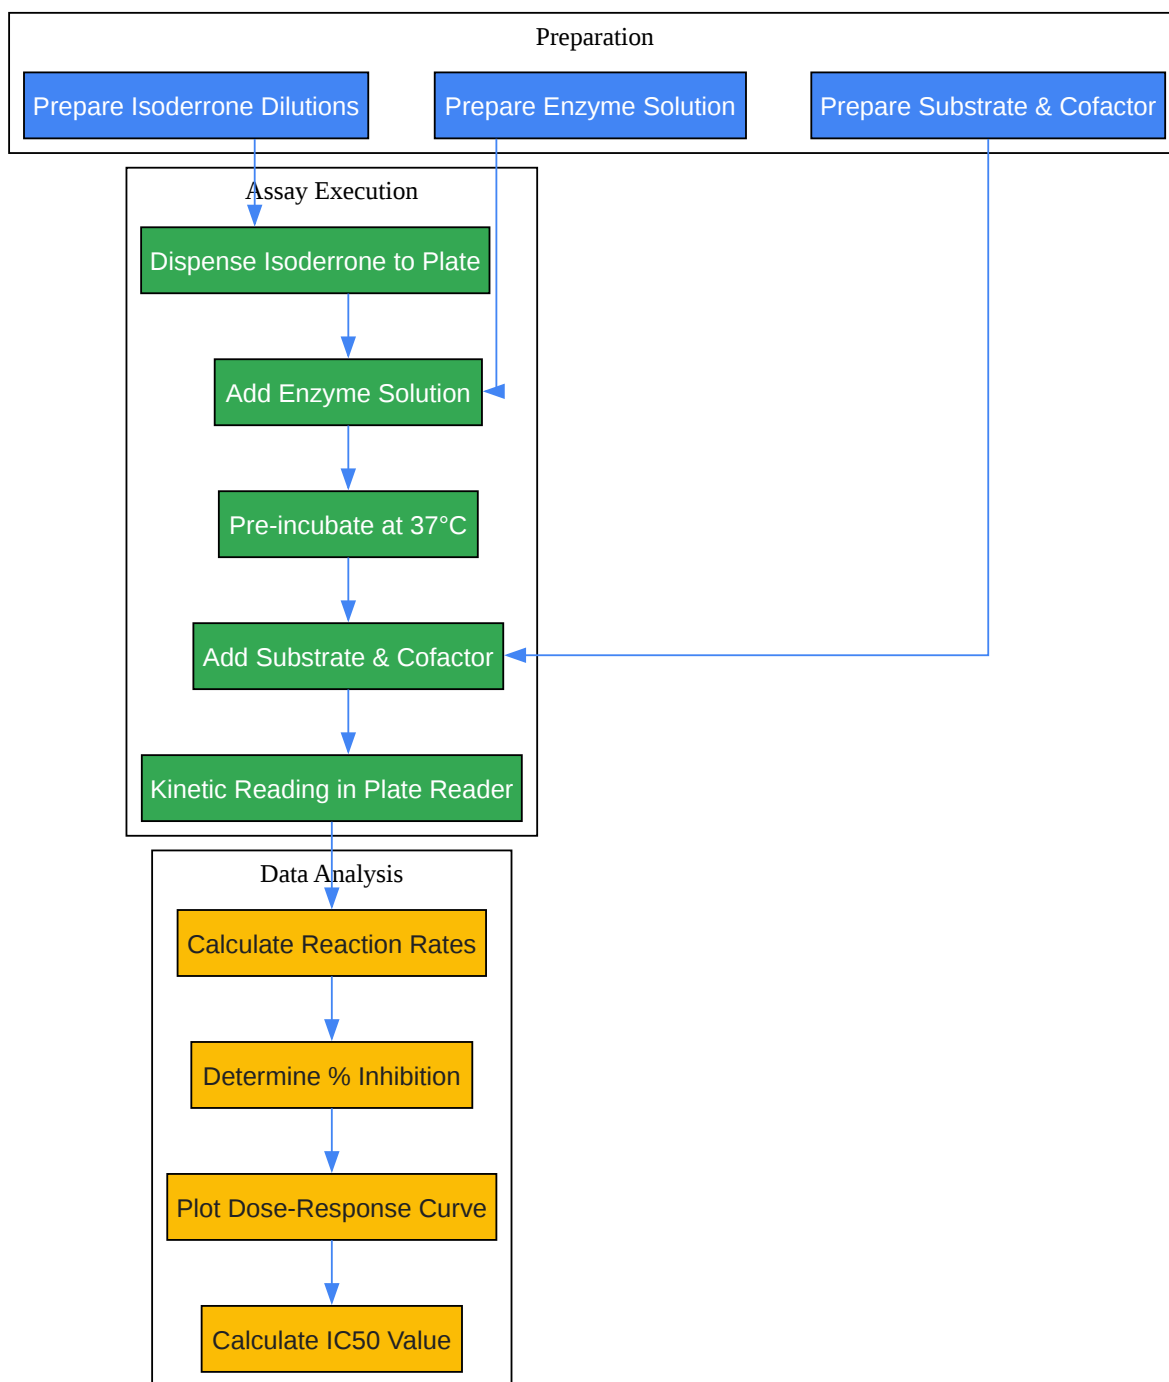 Preparation
Prepare Isoderrone Dilutions
Prepare Enzyme Solution
Prepare Substrate & Cofactor
Assay Execution
Dispense Isoderrone to Plate
Add Enzyme Solution
Pre-incubate at 37°C
Add Substrate & Cofactor
Kinetic Reading in Plate Reader
Data Analysis
Calculate Reaction Rates
Determine % Inhibition
Plot Dose-Response Curve
Calculate IC50 Value